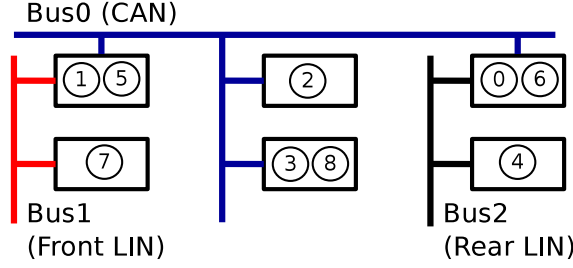 Bus0 (CAN)
1 5
2
0 6
7
3 8
4
Bus1
(Front LIN)
Bus2
(Rear LIN)